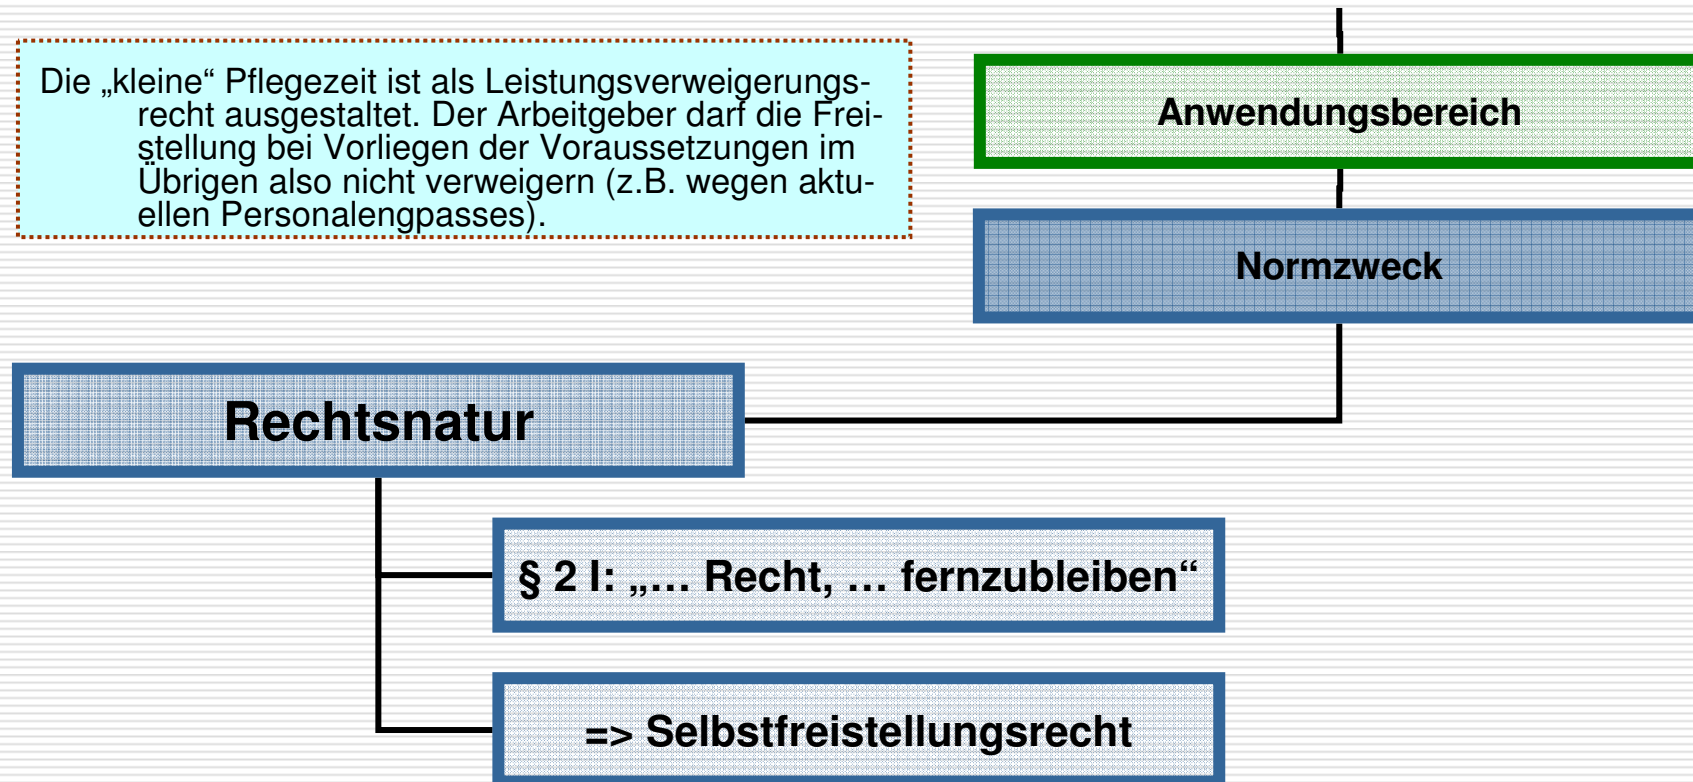 Die „kleine“ Pflegezeit ist als Leistungsverweigerungs-
recht ausgestaltet. Der Arbeitgeber darf die Frei-
stellung bei Vorliegen der Voraussetzungen im
Übrigen also nicht verweigern (z.B. wegen aktu-
ellen Personalengpasses).
Anwendungsbereich
Normzweck
Rechtsnatur
§ 2 I: „… Recht, … fernzubleiben“
=> Selbstfreistellungsrecht